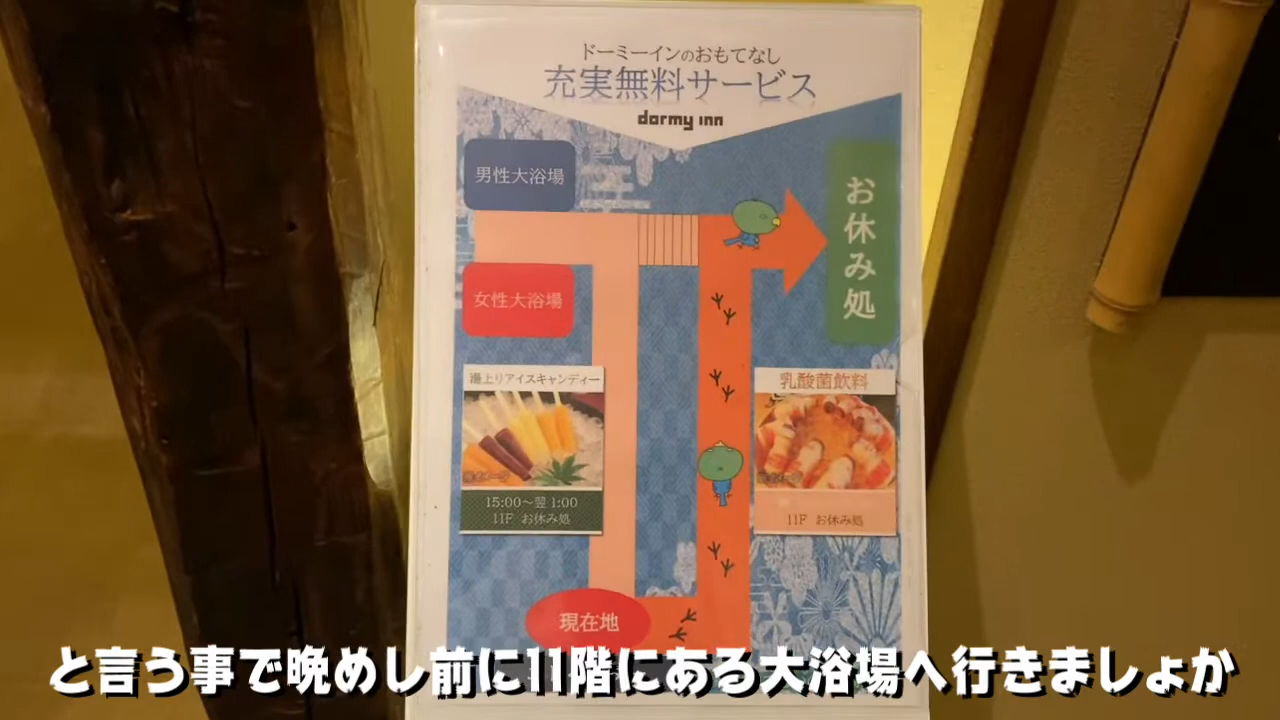 ドーミーインのおもてなし
充実無料サービス
dormy inn
男性大浴場
お休み処
女性大浴場
湯上りアイスキャンディー
乳酸菌飲料
15:00～翌1:00
11F お休み処
11F お休み処
現在地
と言う事で晩めし前に11階にある大浴場へ行きましょか